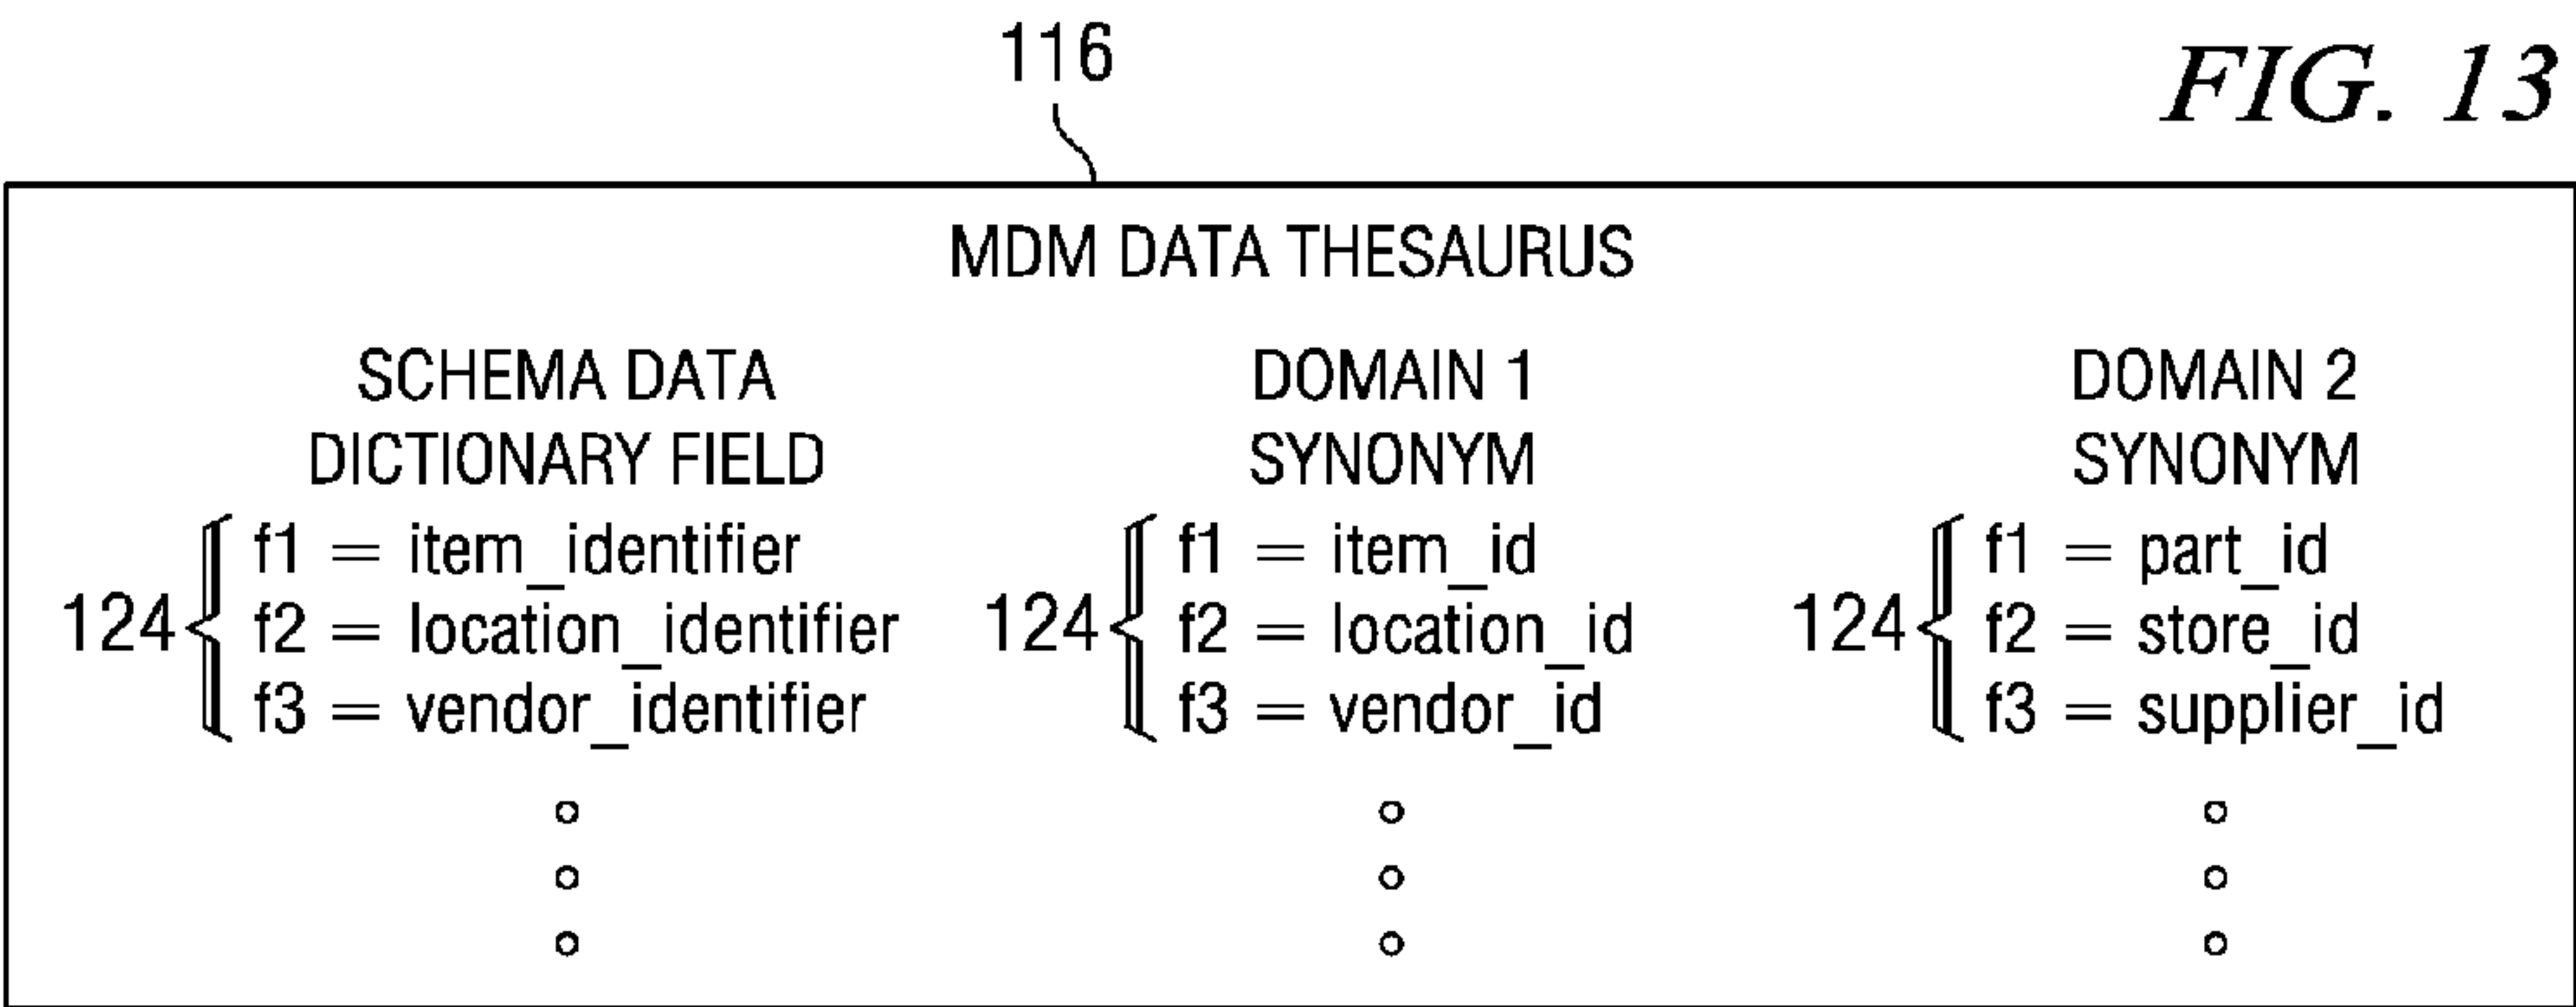 116
FIG. 13
MDM DATA THESAURUS
SCHEMA DATA
DICTIONARY FIELD
124
f1 = item_identifier
f2 = location_identifier
f3 = vendor_identifier
DOMAIN 1
SYNONYM
124
f1 = item_id
f2 = location_id
f3 = vendor_id
DOMAIN 2
SYNONYM
124
f1 = part_id
f2 = store_id
f3 = supplier_id